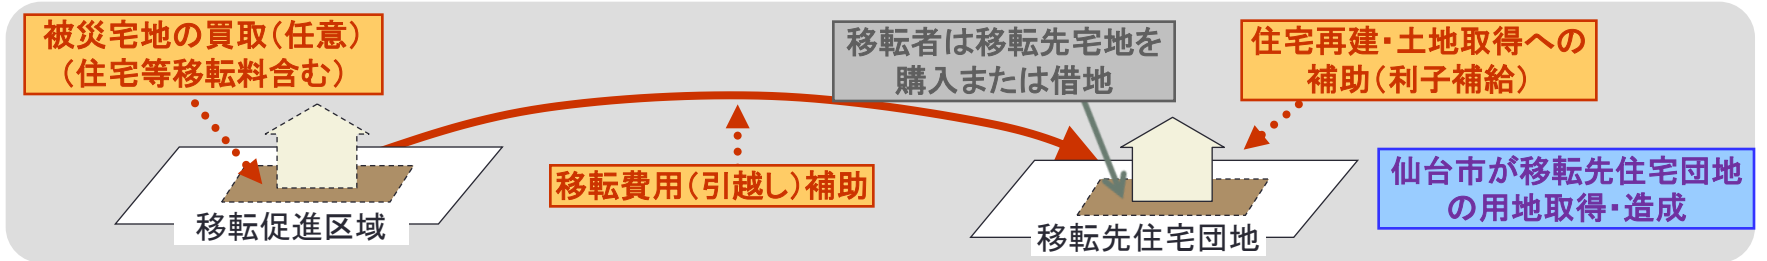 被災宅地の買取(任意)
(住宅等移転料含む)
移転者は移転先宅地を
購入または借地
住宅再建・土地取得への
補助(利子補給)
移転費用(引越し)補助
仙台市が移転先住宅団地
の用地取得・造成
移転促進区域
移転先住宅団地